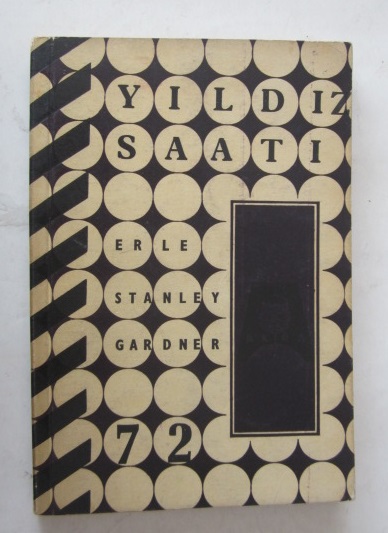 YILDIZ
SAATI
ERLE
STANLEY
GARDNER
72